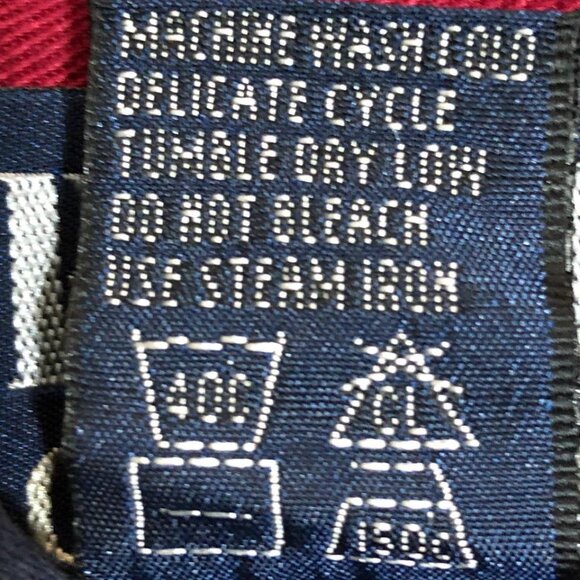 MACHINE WASH COLD
DELICATE CYCLE
TUMBLE DRY LOW
DO NOT BLEACH
USE STEAM IRON
40C CL
150c